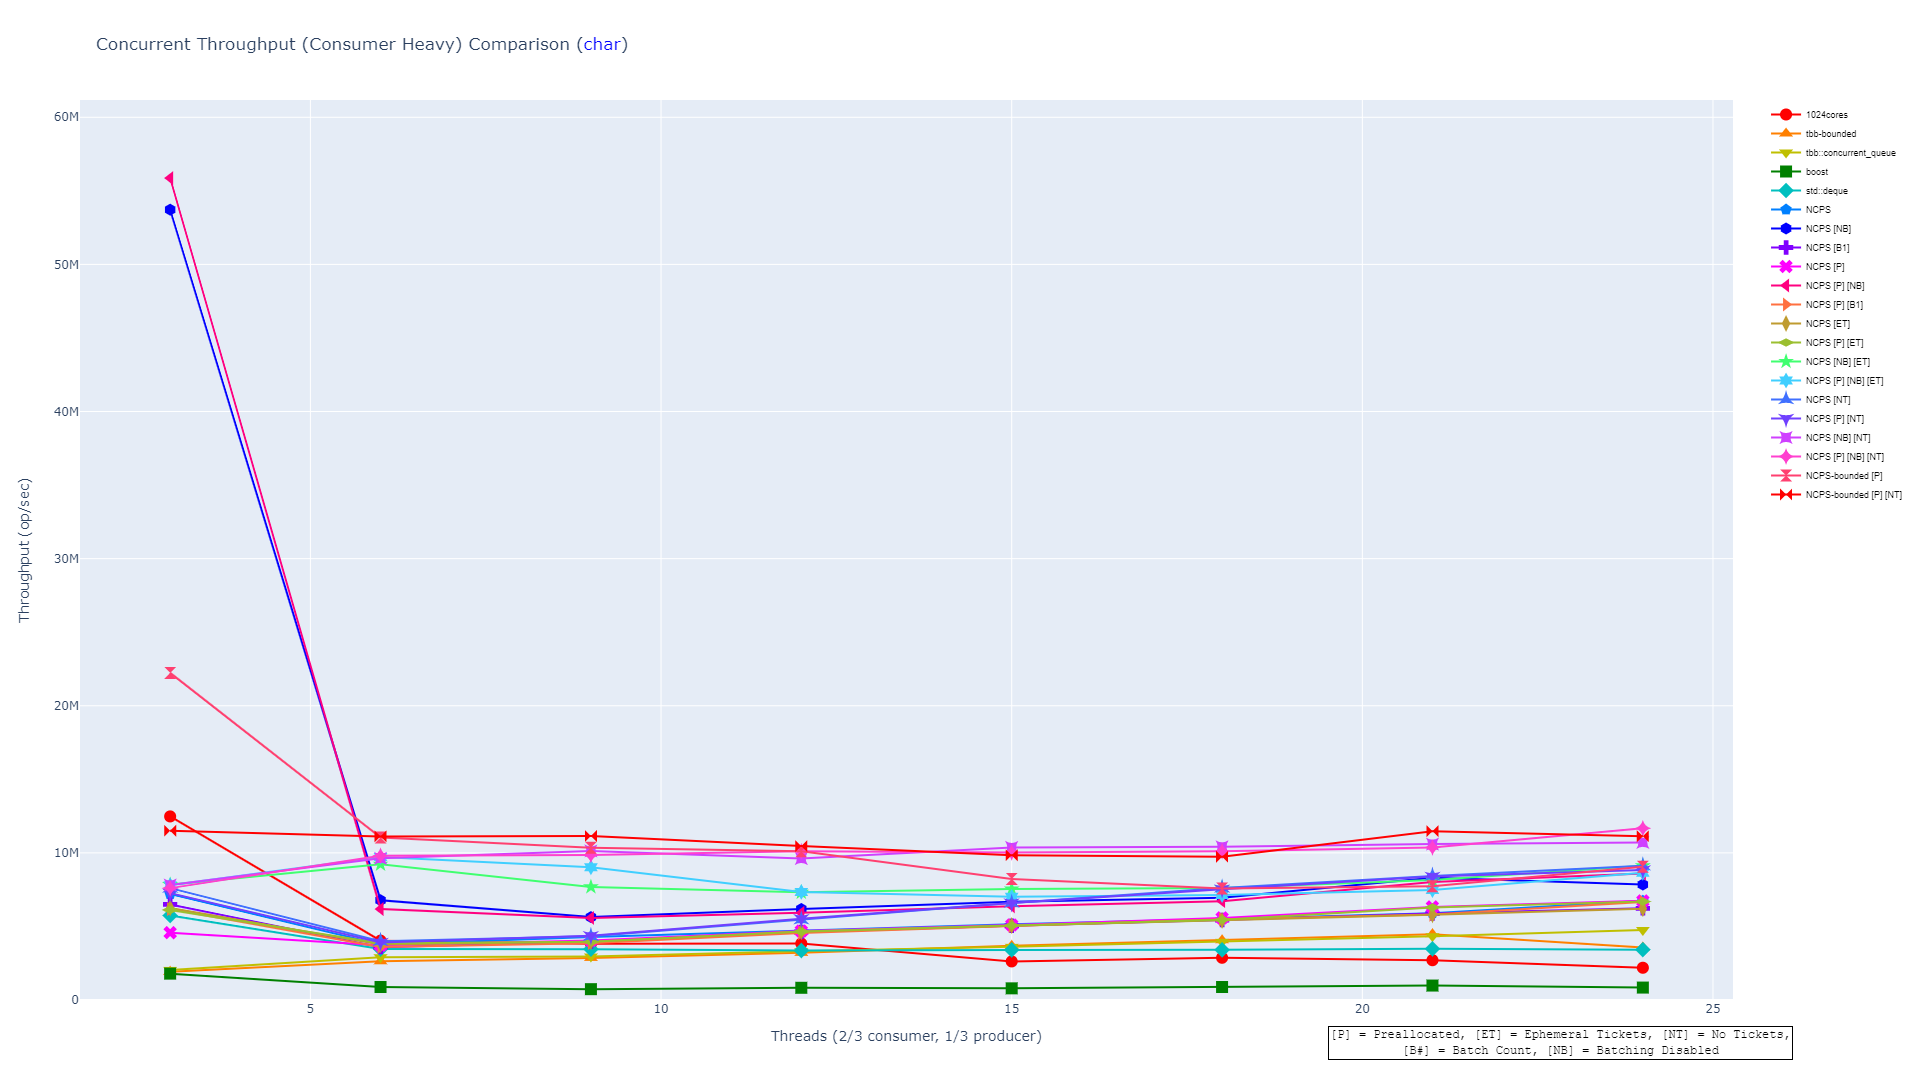 Concurrent Throughput (Consumer Heavy) Comparison (char)
60M
50M
40M
30M
20M
10M
0
Throughput (op/sec)
5
10
15
20
25
Threads (2/3 consumer, 1/3 producer)
1024cores
tbb-bounded
tbb::concurrent_queue
boost
std::deque
NCPS
NCPS [NB]
NCPS [B1]
NCPS [P]
NCPS [P] [NB]
NCPS [P] [B1]
NCPS [ET]
NCPS [P] [ET]
NCPS [NB] [ET]
NCPS [P] [NB] [ET]
NCPS [NT]
NCPS [P] [NT]
NCPS [NB] [NT]
NCPS [P] [NB] [NT]
NCPS-bounded [P]
NCPS-bounded [P] [NT]
[P] = Preallocated, [ET] = Ephemeral Tickets, [NT] = No Tickets,
[B#] = Batch Count, [NB] = Batching Disabled